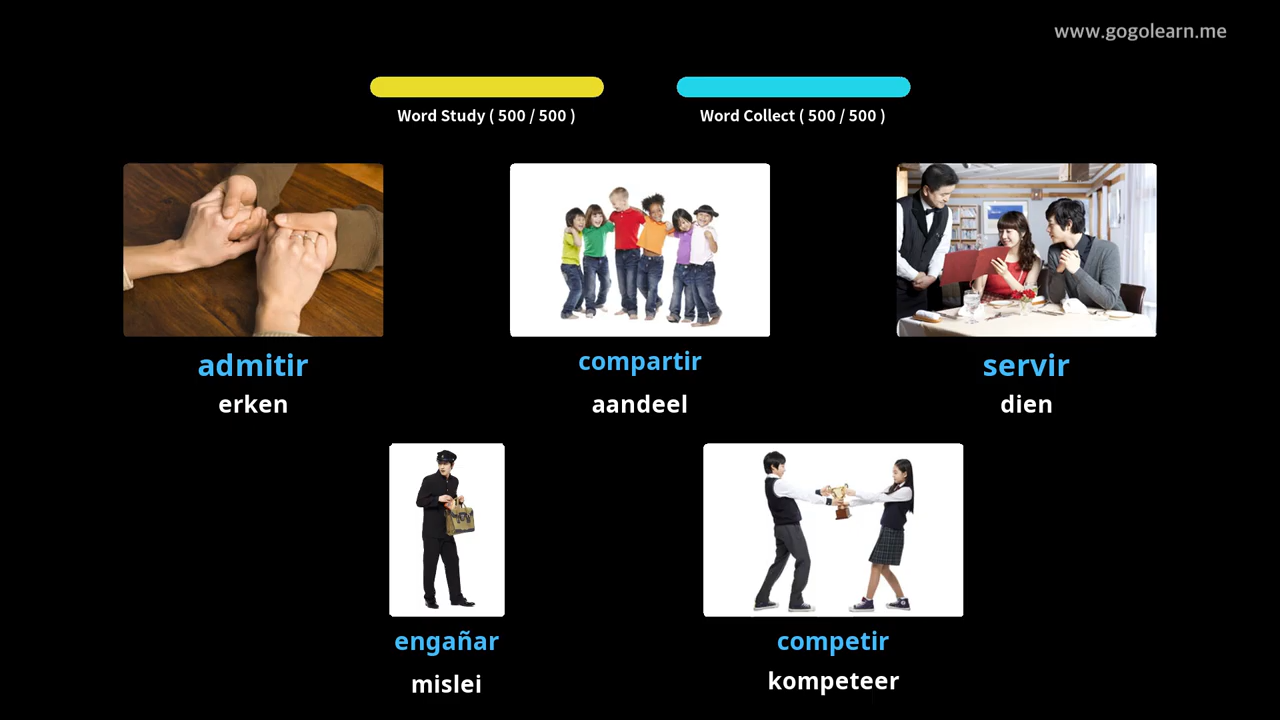 www.gogolearn.me
Word Study ( 500 / 500 )
Word Collect ( 500 / 500 )
admitir
erken
compartir
aandeel
servir
dien
engañar
mislei
competir
kompeteer